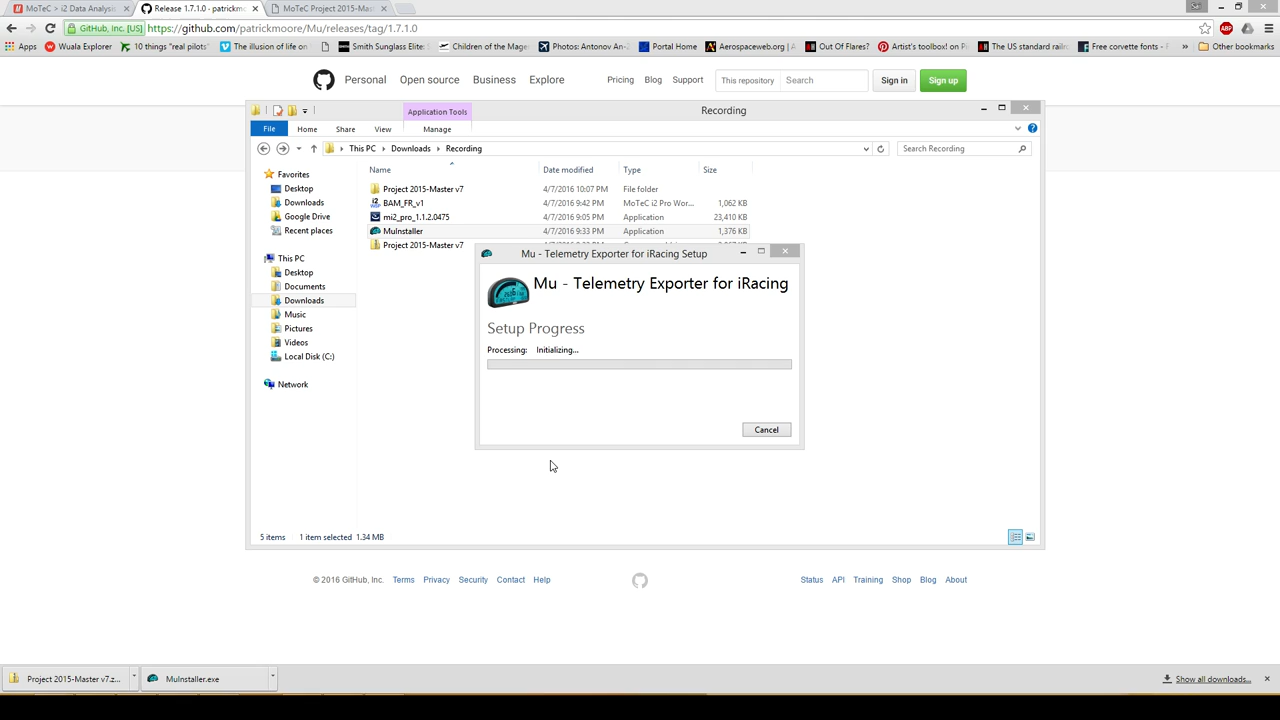 MoTeC > i2 Data Analysi
Release 1.7.1.0 - patrickm
MoTeC Project 2015-Mast
GitHub, Inc. [US]
https://github.com/patrickmoore/Mu/releases/tag/1.7.1.0
Apps
Wuala Explorer
10 things "real pilots"
The illusion of life on
Smith Sunglass Elite:
Children of the Mage
Photos: Antonov An-
Portal Home
Aerospaceweb.org |
Out Of Flares?
Artist's toolbox! on P
The US standard railro
Free corvette fonts - F
»
Other bookmarks
Personal
Open source
Business
Explore
Pricing
Blog
Support
This repository
Search
Sign in
Sign up
Application Tools
Recording
File
Home
Share
View
Manage
This PC
Downloads
Recording
Search Recording
Name
Date modified
Type
Size
Favorites
Desktop
Downloads
Google Drive
Recent places
This PC
Desktop
Documents
Downloads
Music
Pictures
Videos
Local Disk (C:)
Network
Project 2015-Master v7
4/7/2016 10:07 PM
File folder
BAM_FR_v1
4/7/2016 9:42 PM
MoTeC i2 Pro Wor...
1,062 KB
mi2_pro_1.1.2.0475
4/7/2016 9:05 PM
Application
23,410 KB
MuInstaller
4/7/2016 9:33 PM
Application
1,376 KB
Project 2015-Master v7
Mu - Telemetry Exporter for iRacing Setup
Mu - Telemetry Exporter for iRacing
Setup Progress
Processing:
Initializing...
Cancel
5 items
1 item selected
1.34 MB
© 2016 GitHub, Inc.
Terms
Privacy
Security
Contact
Help
Status
API
Training
Shop
Blog
About
Project 2015-Master v7.z...
MuInstaller.exe
Show all downloads...